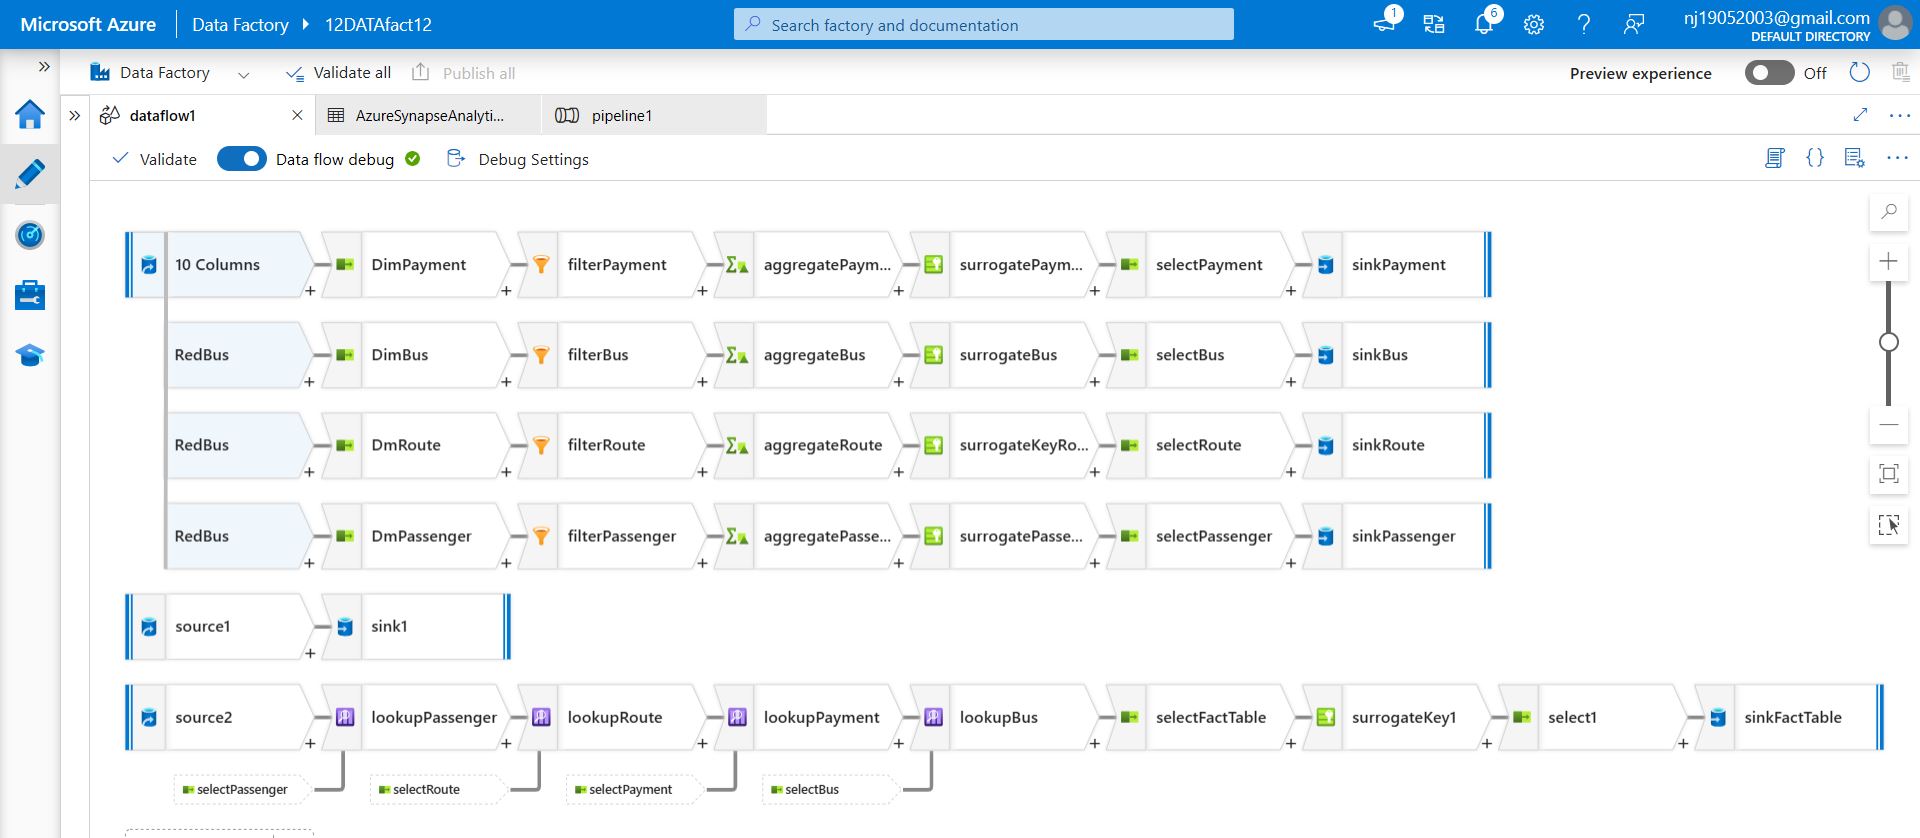 Microsoft Azure
Data Factory
12DATAfact12
Search factory and documentation
1
6
nj19052003@gmail.com
DEFAULT DIRECTORY
Data Factory
Validate all
Publish all
Preview experience
Off
dataflow1
AzureSynapseAnalyti...
pipeline1
Validate
Data flow debug
Debug Settings
10 Columns
DimPayment
filterPayment
aggregatePaym...
surrogatePaym...
selectPayment
sinkPayment
RedBus
DimBus
filterBus
aggregateBus
surrogateBus
selectBus
sinkBus
RedBus
DmRoute
filterRoute
aggregateRoute
surrogateKeyRo...
selectRoute
sinkRoute
RedBus
DmPassenger
filterPassenger
aggregatePasse...
surrogatePasse...
selectPassenger
sinkPassenger
source1
sink1
source2
lookupPassenger
lookupRoute
lookupPayment
lookupBus
selectFactTable
surrogateKey1
select1
sinkFactTable
selectPassenger
selectRoute
selectPayment
selectBus